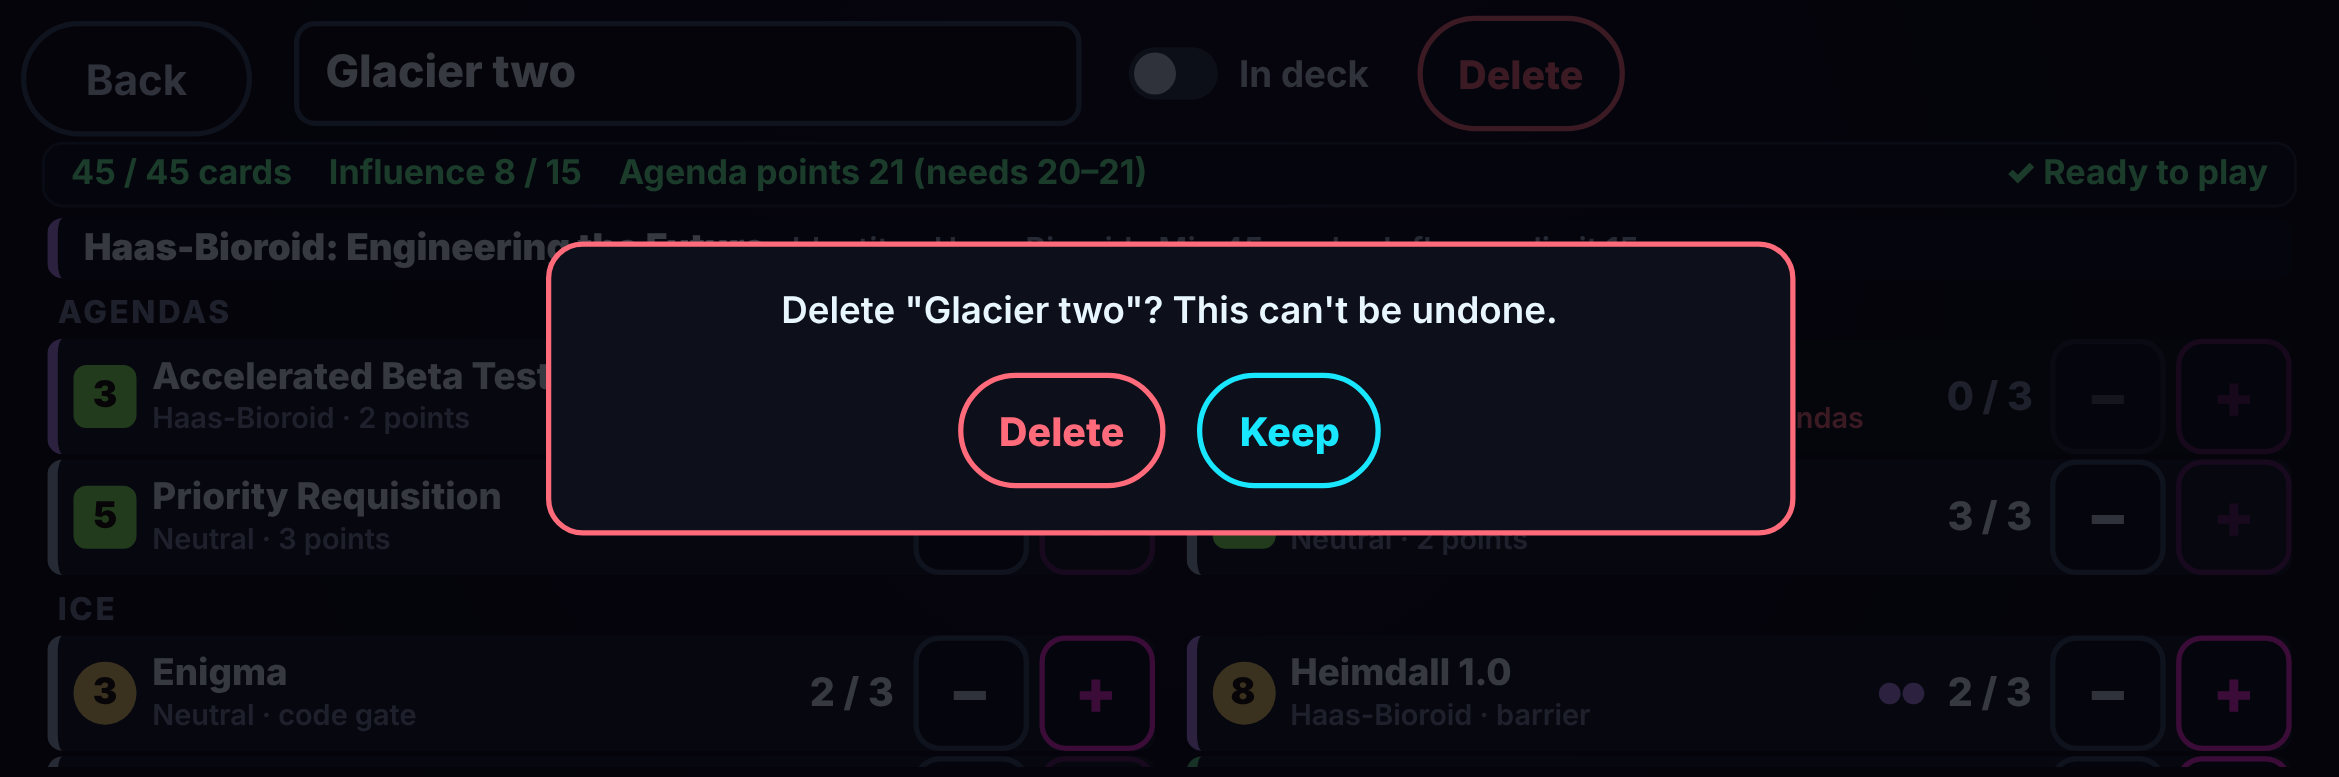 Back
Glacier two
In deck
Delete
45 / 45 cards Influence 8 / 15 Agenda points 21 (needs 20–21)
✓ Ready to play
Haas-Bioroid: Engineering
Delete "Glacier two"? This can't be undone.
Delete
Keep
AGENDAS
3
Accelerated Beta Test
Haas-Bioroid · 2 points
0 / 3
− +
5
Priority Requisition
Neutral · 3 points
Neutral · 2 points
3 / 3
− +
ICE
3
Enigma
Neutral · code gate
2 / 3
− +
8
Heimdall 1.0
Haas-Bioroid · barrier
2 / 3
− +